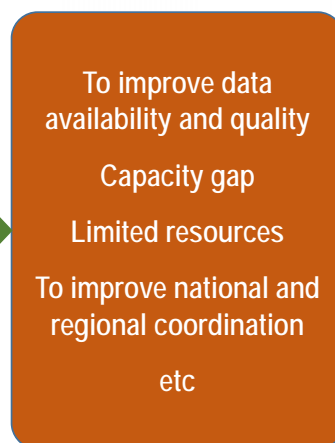 To improve data
availability and quality
Capacity gap
Limited resources
To improve national and
regional coordination
etc